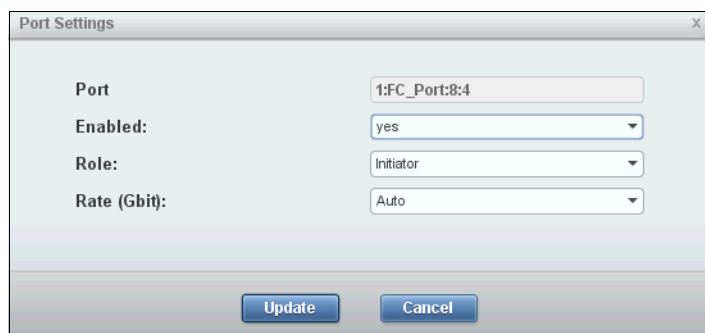 Port Settings x
Port 1:FC_Port:8:4
Enabled: yes
Role: Initiator
Rate (Gbit): Auto
Update Cancel